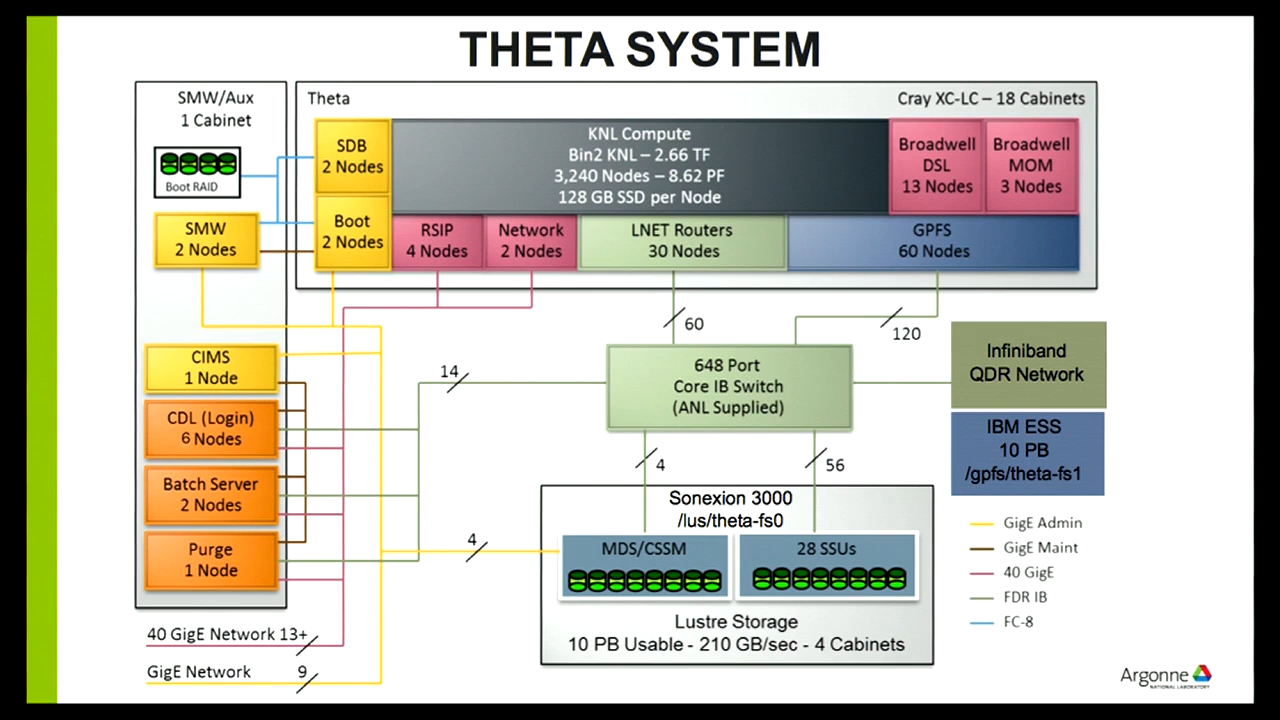 THETA SYSTEM
SMW/Aux
1 Cabinet
Boot RAID
SMW
2 Nodes
Theta
Cray XC-LC – 18 Cabinets
SDB
2 Nodes
Boot
2 Nodes
KNL Compute
Bin2 KNL – 2.66 TF
3,240 Nodes – 8.62 PF
128 GB SSD per Node
Broadwell
DSL
13 Nodes
Broadwell
MOM
3 Nodes
RSIP
4 Nodes
Network
2 Nodes
LNET Routers
30 Nodes
GPFS
60 Nodes
60
120
CIMS
1 Node
CDL (Login)
6 Nodes
Batch Server
2 Nodes
Purge
1 Node
14
648 Port
Core IB Switch
(ANL Supplied)
Infiniband
QDR Network
IBM ESS
10 PB
/gpfs/theta-fs1
4
56
4
Sonexion 3000
/lus/theta-fs0
MDS/CSSM
28 SSUs
Lustre Storage
10 PB Usable - 210 GB/sec - 4 Cabinets
GigE Admin
GigE Maint
40 GigE
FDR IB
FC-8
40 GigE Network 13+
GigE Network 9
Argonne
NATIONAL LABORATORY